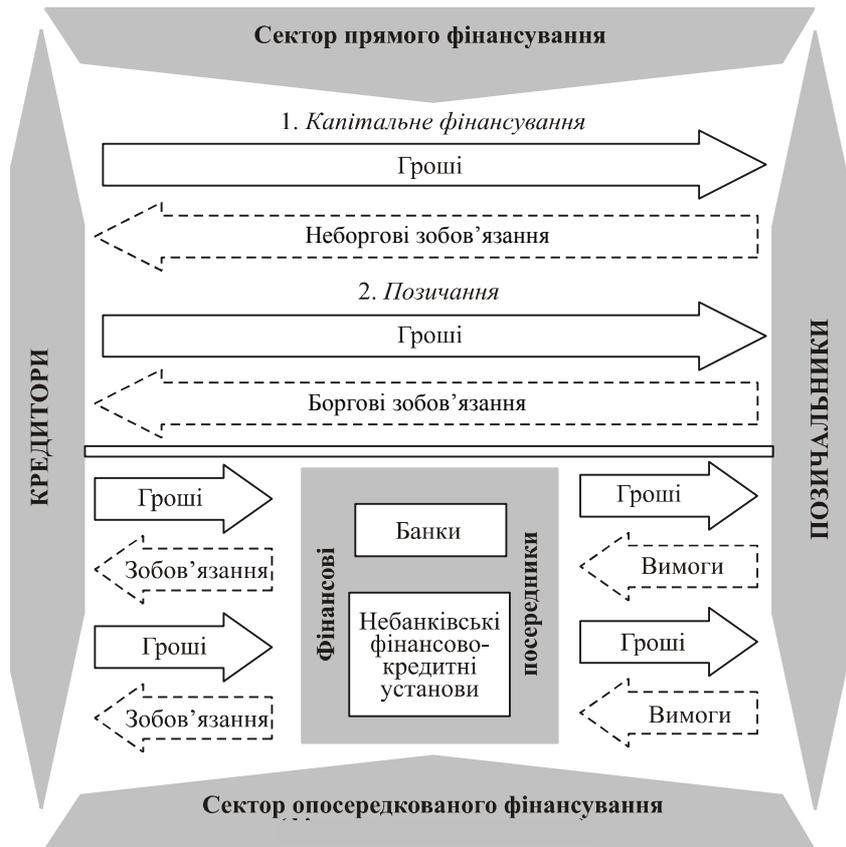 Сектор прямого фінансування
1. Капітальне фінансування
Гроші
Неборгові зобов’язання
2. Позичання
Гроші
Боргові зобов’язання
КРЕДИТОРИ
ПОЗИЧАЛЬНИКИ
Гроші
Зобов’язання
Гроші
Зобов’язання
Фінансові
Банки
Небанківські
фінансово-
кредитні
установи
посередники
Гроші
Вимоги
Гроші
Вимоги
Сектор опосередкованого фінансування